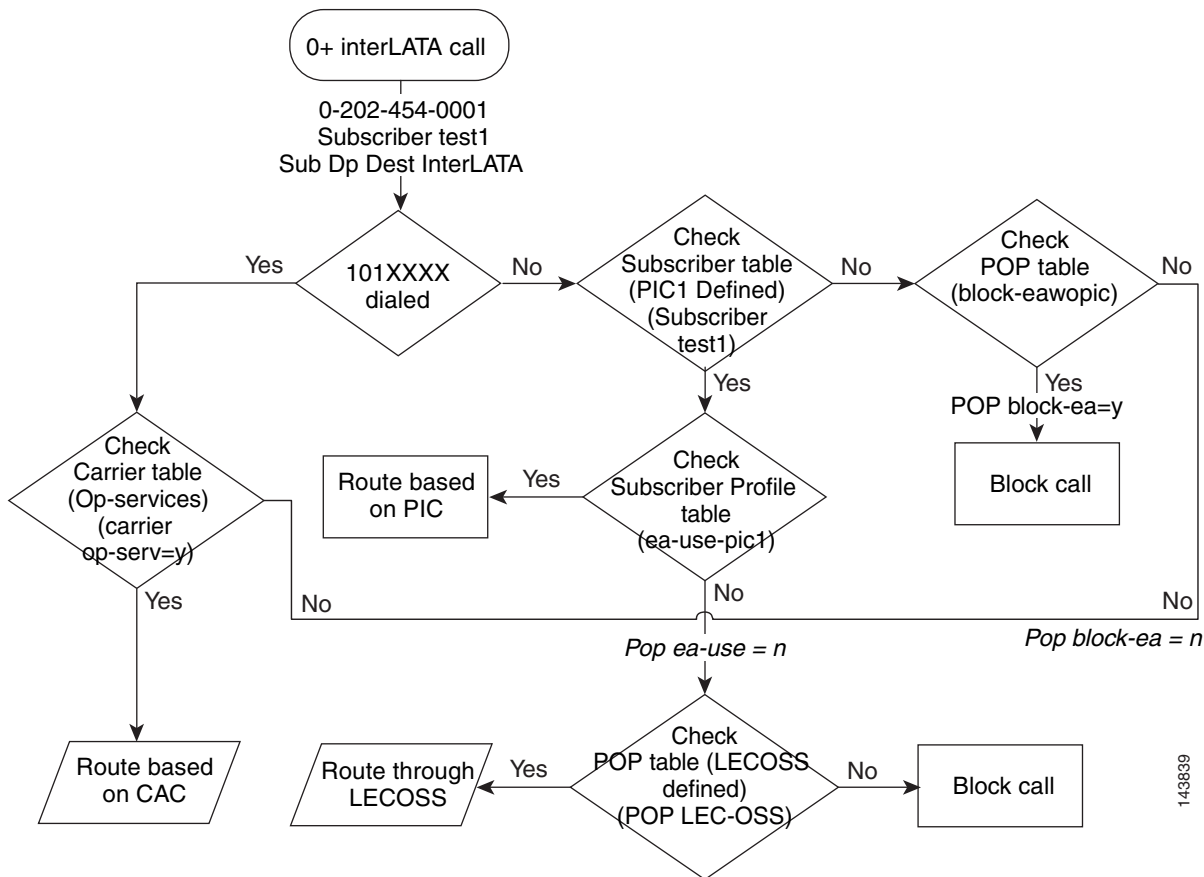 0+ interLATA call
0-202-454-0001
Subscriber test1
Sub Dp Dest InterLATA
101XXXX
dialed
Yes
No
Check
Subscriber table
(PIC1 Defined)
(Subscriber
test1)
No
Yes
Check
POP table
(block-eawopic)
No
Yes
POP block-ea=y
Block call
Check
Carrier table
(Op-services)
(carrier
op-serv=y)
Yes
No
Route based
on PIC
Yes
Check
Subscriber Profile
table
(ea-use-pic1)
No
No
Pop ea-use = n
Pop block-ea = n
Route based
on CAC
Route through
LECOSS
Yes
Check
POP table (LECOSS
defined)
(POP LEC-OSS)
No
Block call
143839